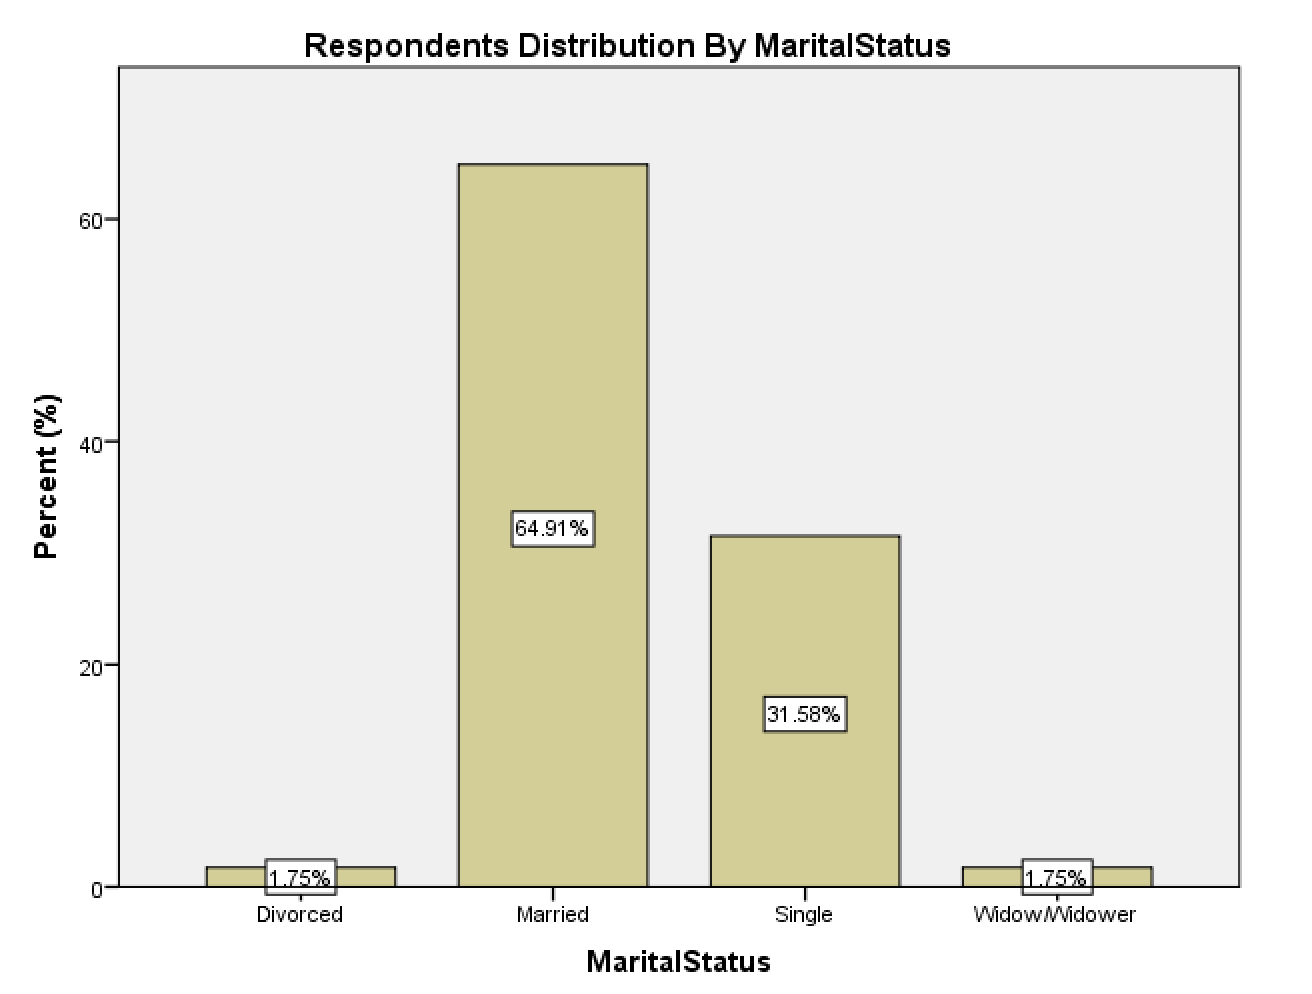 Respondents Distribution By MaritalStatus
Percent (%)
60
40
20
0
64.91%
31.58%
1.75%
1.75%
Divorced
Married
Single
Widow/Widower
MaritalStatus